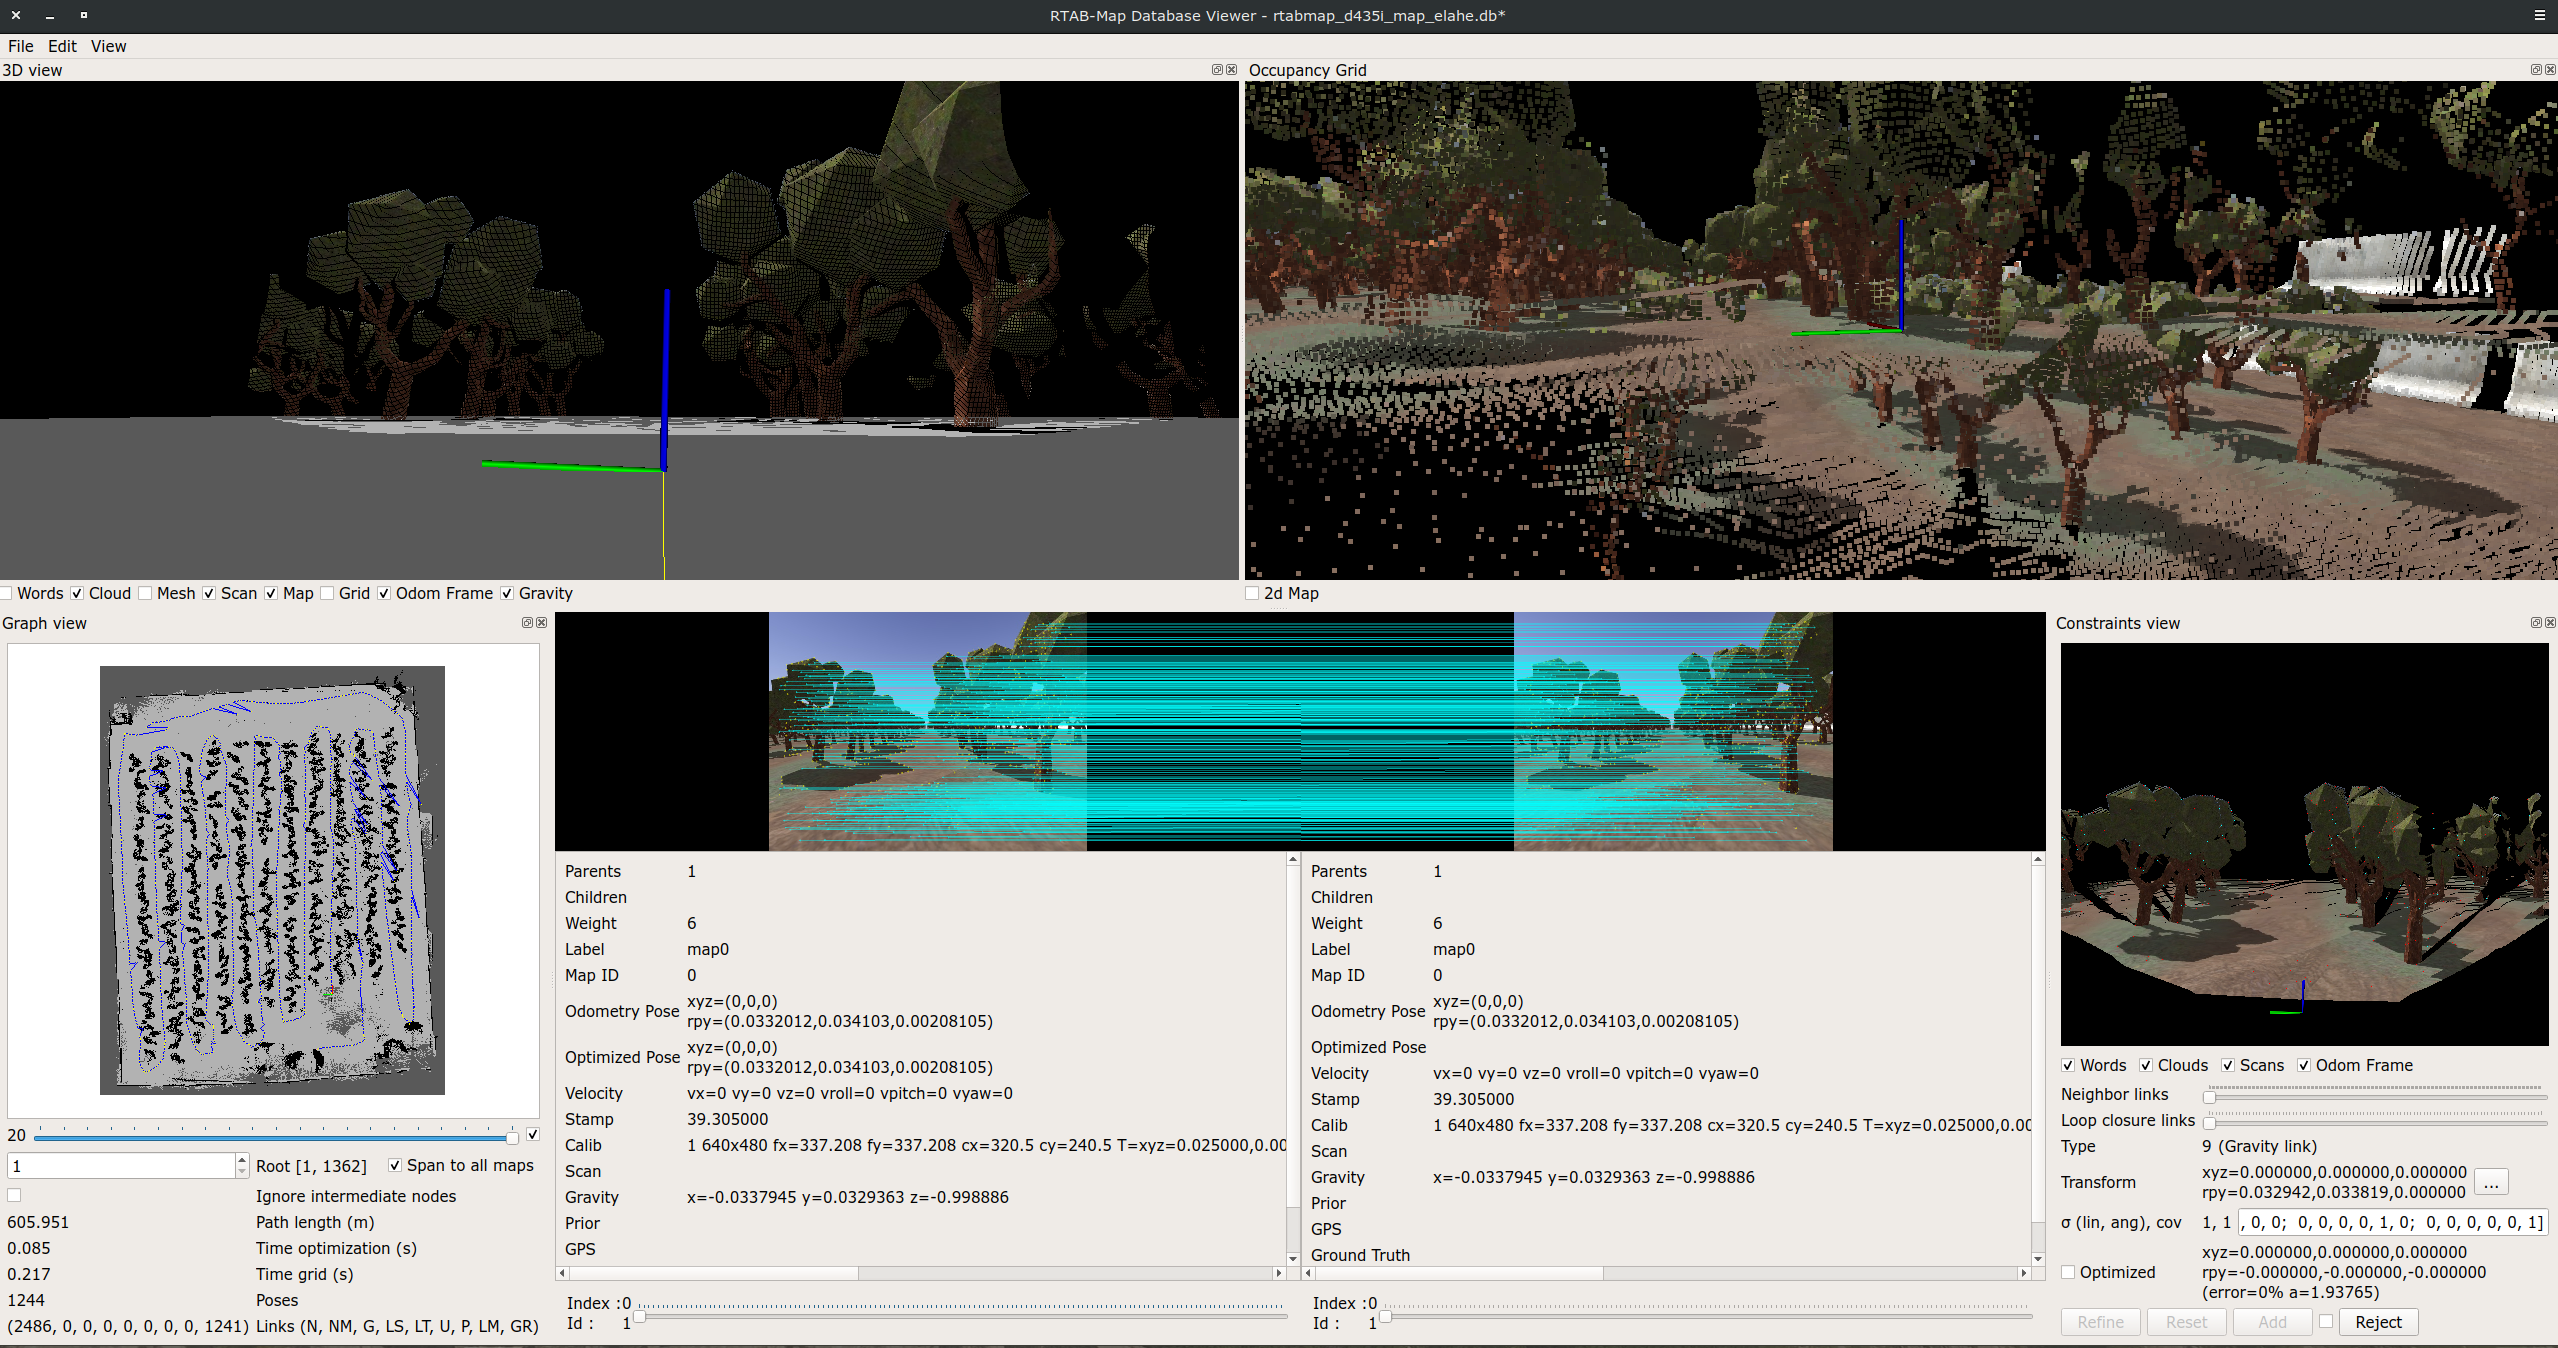 RTAB-Map Database Viewer - rtabmap_d435i_map_elahe.db*
File Edit View
3D view
Occupancy Grid
Words Cloud Mesh Scan Map Grid Odom Frame Gravity
2d Map
Graph view
20
1 Root [1, 1362] Span to all maps
Ignore intermediate nodes
605.951 Path length (m)
0.085 Time optimization (s)
0.217 Time grid (s)
1244 Poses
(2486, 0, 0, 0, 0, 0, 0, 0, 1241) Links (N, NM, G, LS, LT, U, P, LM, GR)
Parents 1
Children
Weight 6
Label map0
Map ID 0
Odometry Pose xyz=(0,0,0)
rpy=(0.0332012,0.034103,0.00208105)
Optimized Pose xyz=(0,0,0)
rpy=(0.0332012,0.034103,0.00208105)
Velocity vx=0 vy=0 vz=0 vroll=0 vpitch=0 vyaw=0
Stamp 39.305000
Calib 1 640x480 fx=337.208 fy=337.208 cx=320.5 cy=240.5 T=xyz=0.025000,0.00
Scan
Gravity x=-0.0337945 y=0.0329363 z=-0.998886
Prior
GPS
Index :0
Id : 1
Parents 1
Children
Weight 6
Label map0
Map ID 0
Odometry Pose xyz=(0,0,0)
rpy=(0.0332012,0.034103,0.00208105)
Optimized Pose
Velocity vx=0 vy=0 vz=0 vroll=0 vpitch=0 vyaw=0
Stamp 39.305000
Calib 1 640x480 fx=337.208 fy=337.208 cx=320.5 cy=240.5 T=xyz=0.025000,0.00
Scan
Gravity x=-0.0337945 y=0.0329363 z=-0.998886
Prior
GPS
Ground Truth
Index :0
Id : 1
Constraints view
Words Clouds Scans Odom Frame
Neighbor links
Loop closure links
Type 9 (Gravity link)
Transform xyz=0.000000,0.000000,0.000000
rpy=0.032942,0.033819,0.000000 ...
σ (lin, ang), cov 1, 1 , 0, 0; 0, 0, 0, 0, 1, 0; 0, 0, 0, 0, 0, 1]
xyz=0.000000,0.000000,0.000000
Optimized rpy=-0.000000,-0.000000,-0.000000
(error=0% a=1.93765)
Refine Reset Add Reject